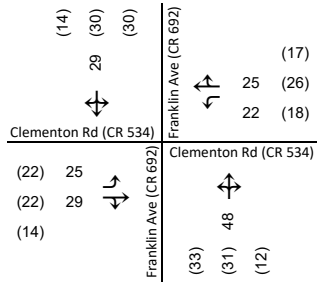 (14) (30) (30)
29
Franklin Ave (CR 692)
(17)
25 (26)
22 (18)
Clementon Rd (CR 534)
Clementon Rd (CR 534)
(22) 25
(22) 29
(14)
Franklin Ave (CR 692)
48
(33) (31) (12)